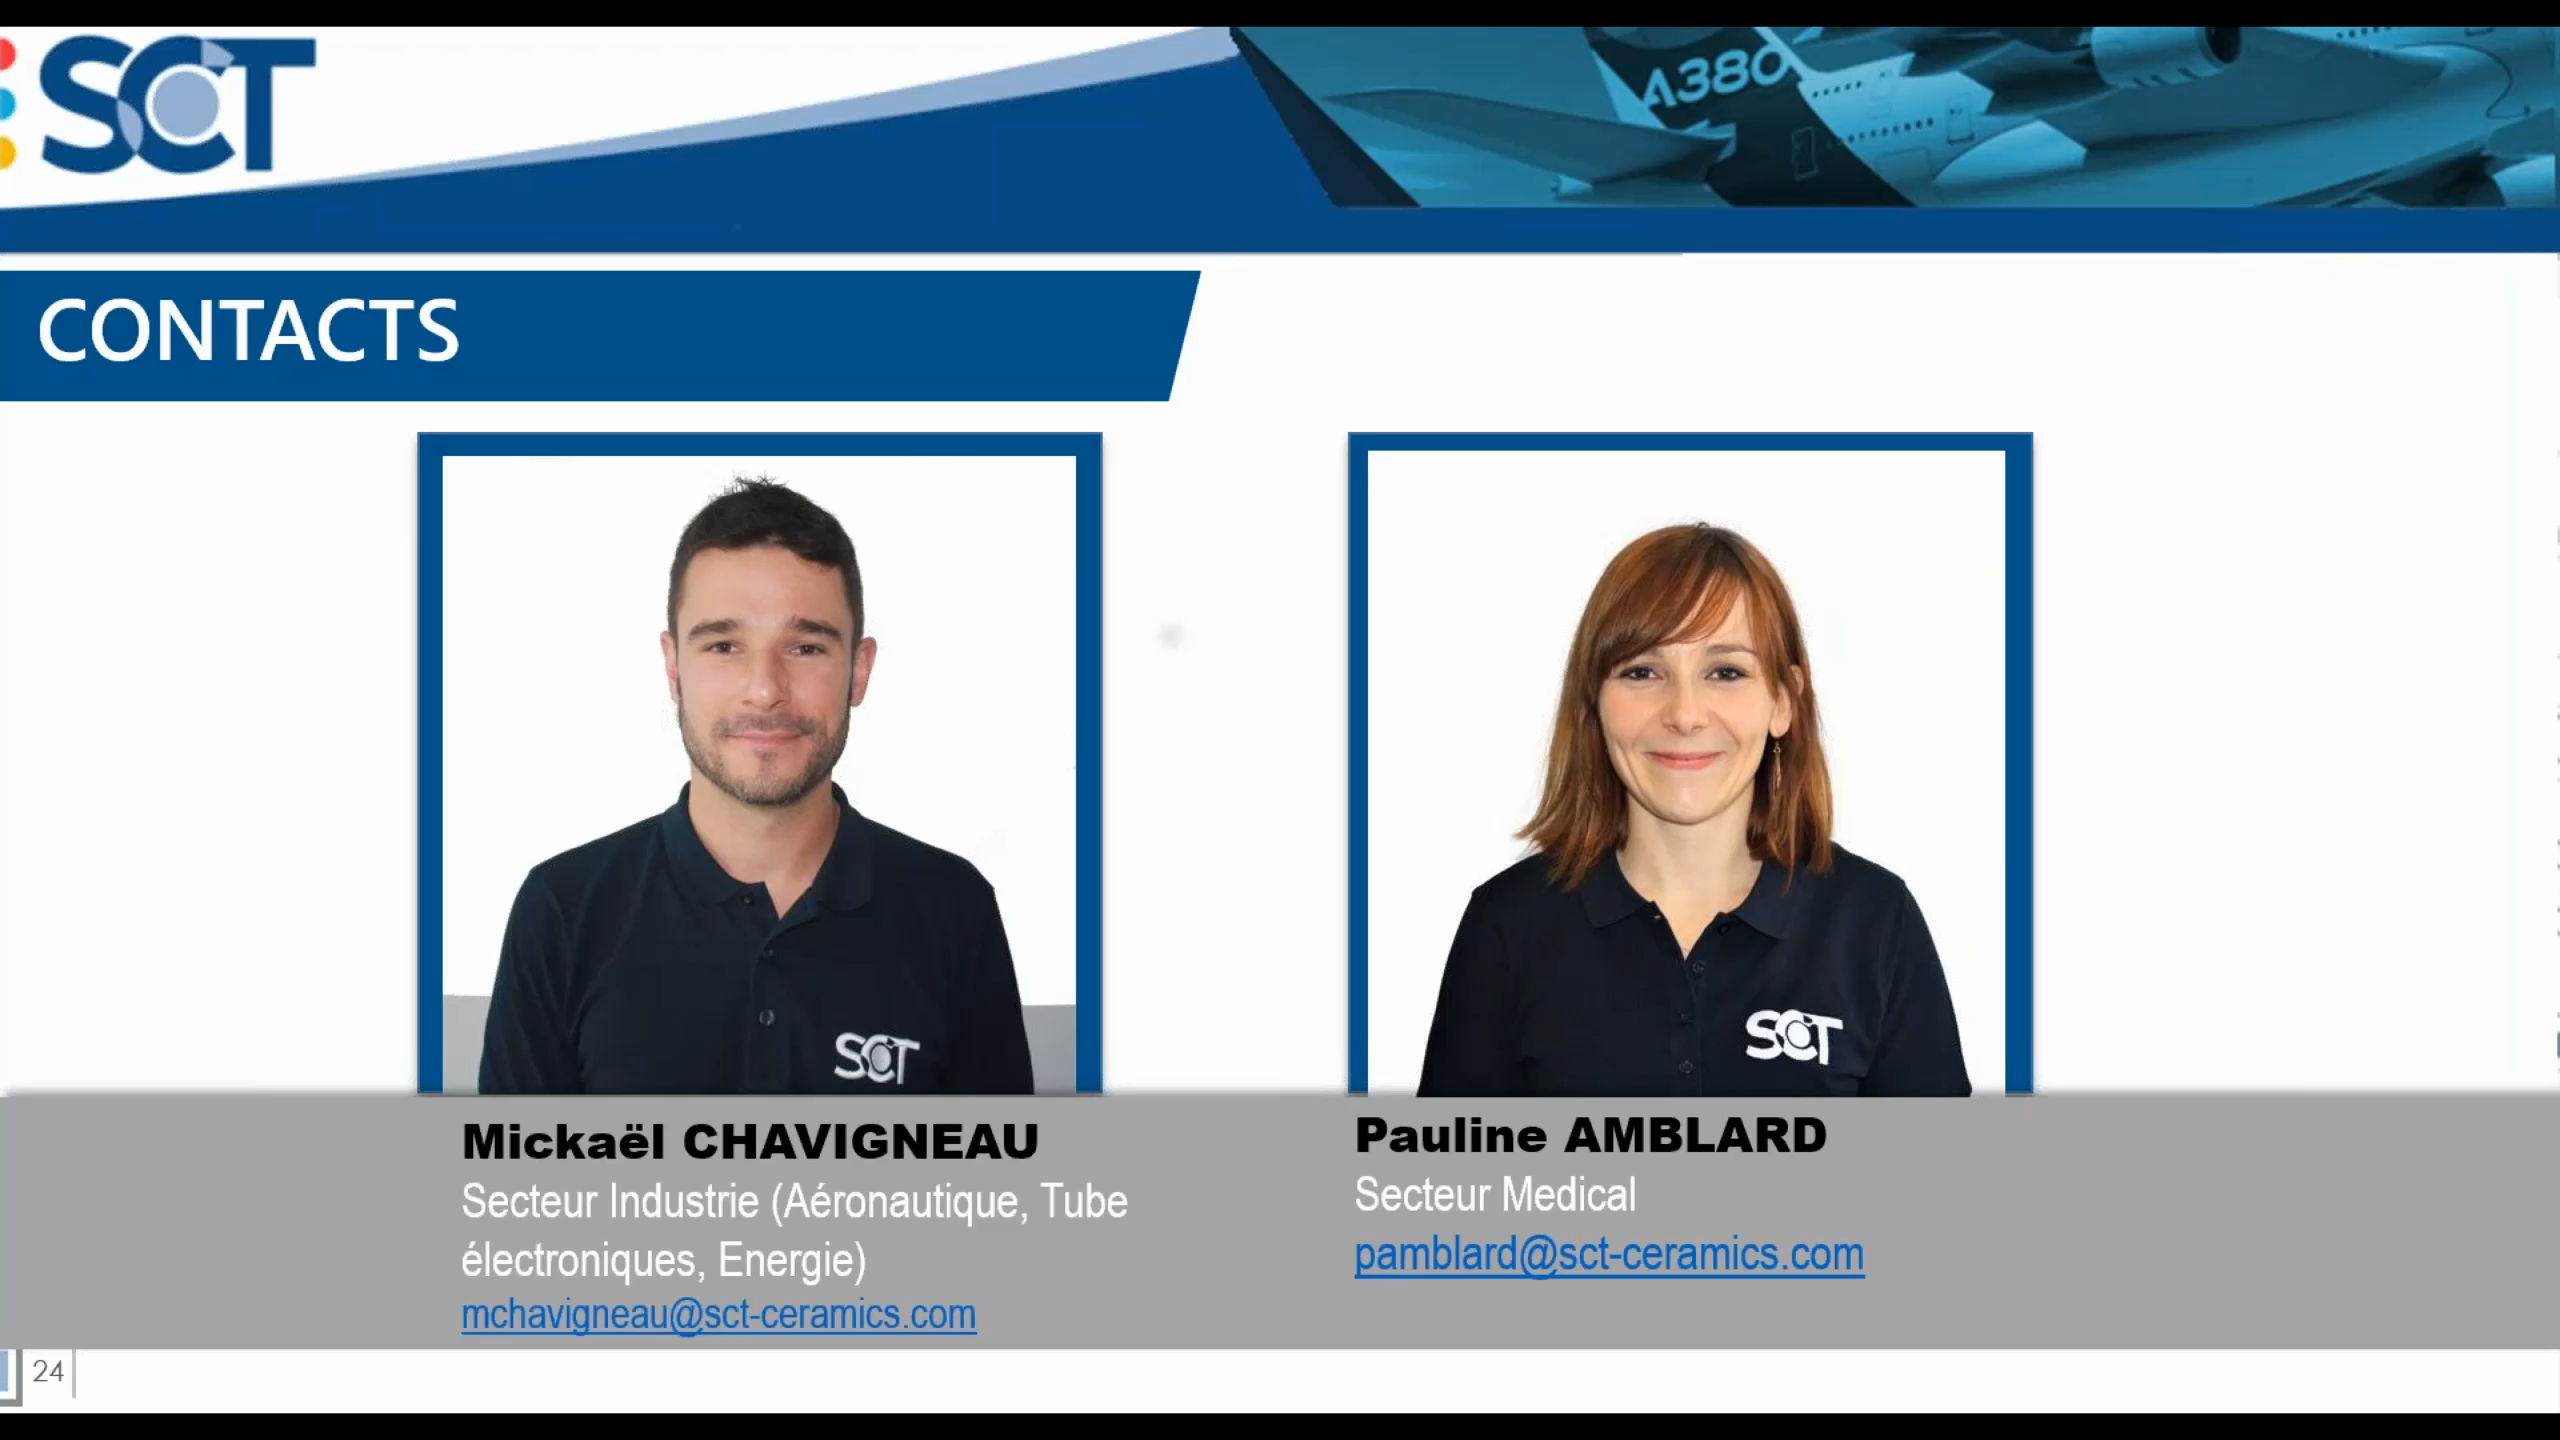 SCT
A380
CONTACTS
SCT
SCT
Mickaël CHAVIGNEAU
Secteur Industrie (Aéronautique, Tube
électroniques, Energie)
mchavigneau@sct-ceramics.com
Pauline AMBLARD
Secteur Medical
pamblard@sct-ceramics.com
24